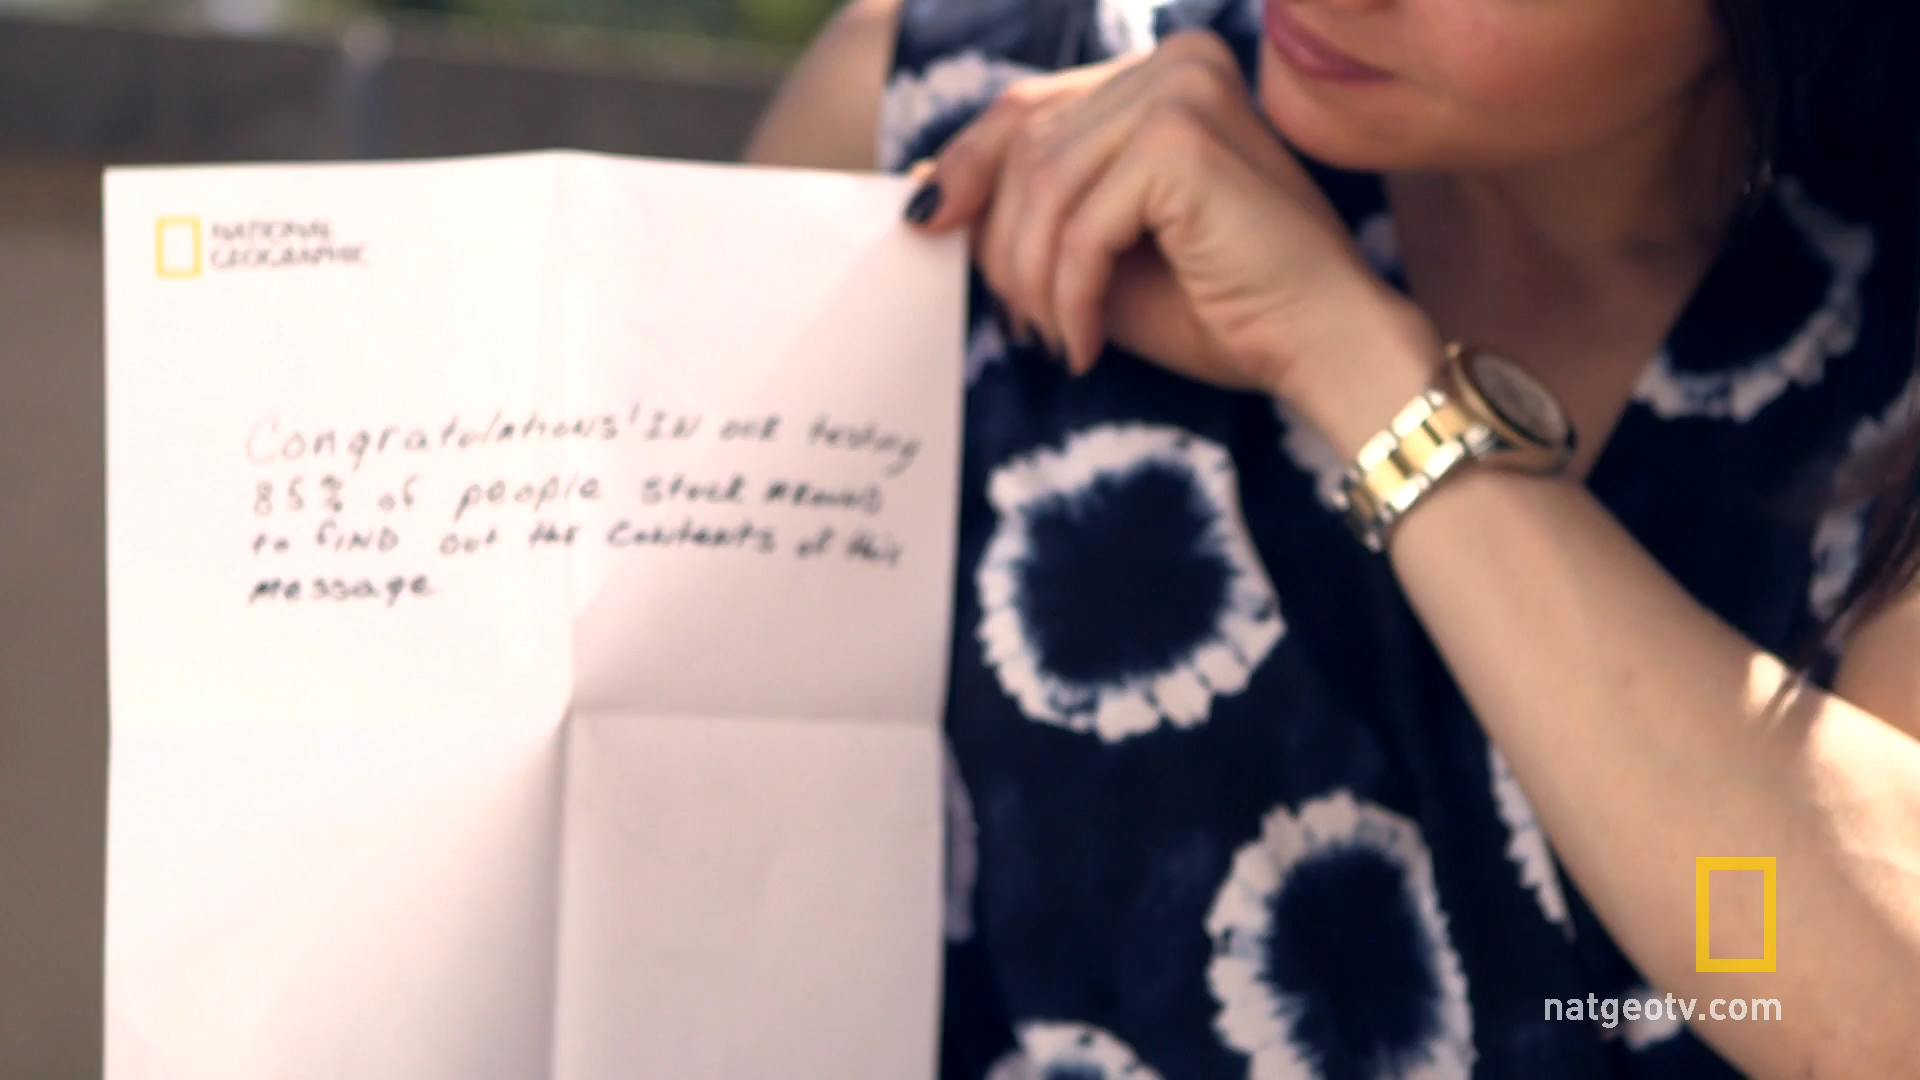 NATIONAL
GEOGRAPHIC
Congratulations! IN our testing
85% of people stuck around
to FIND out the contents of this
message
natgeotv.com